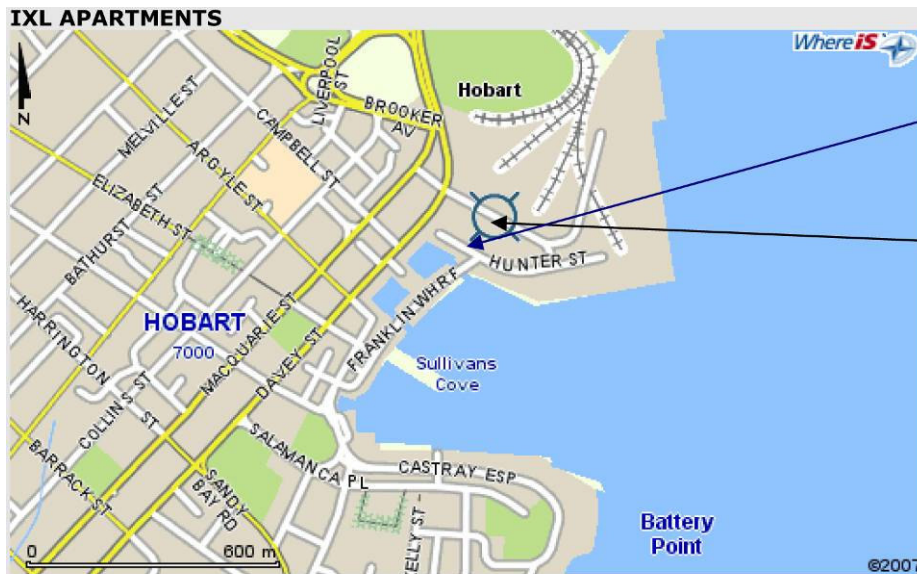 IXL APARTMENTS
WhereiS
N
LIVERPOOL
ST
Hobart
BROOKER
AV
MELVILLE ST
CAMPBELL ST
ARGYLE ST
ELIZABETH ST
BATHURST ST
HUNTER ST
HARRINGTON
ST
HOBART
7000
MACQUARIE ST
DAVEY ST
FRANKLIN WHRF
Sullivans
Cove
COLLINS ST
BARRACK ST
SANDY
BAY RD
SALAMANCA PL
CASTRAY ESP
Battery
Point
0 600 m
©2007